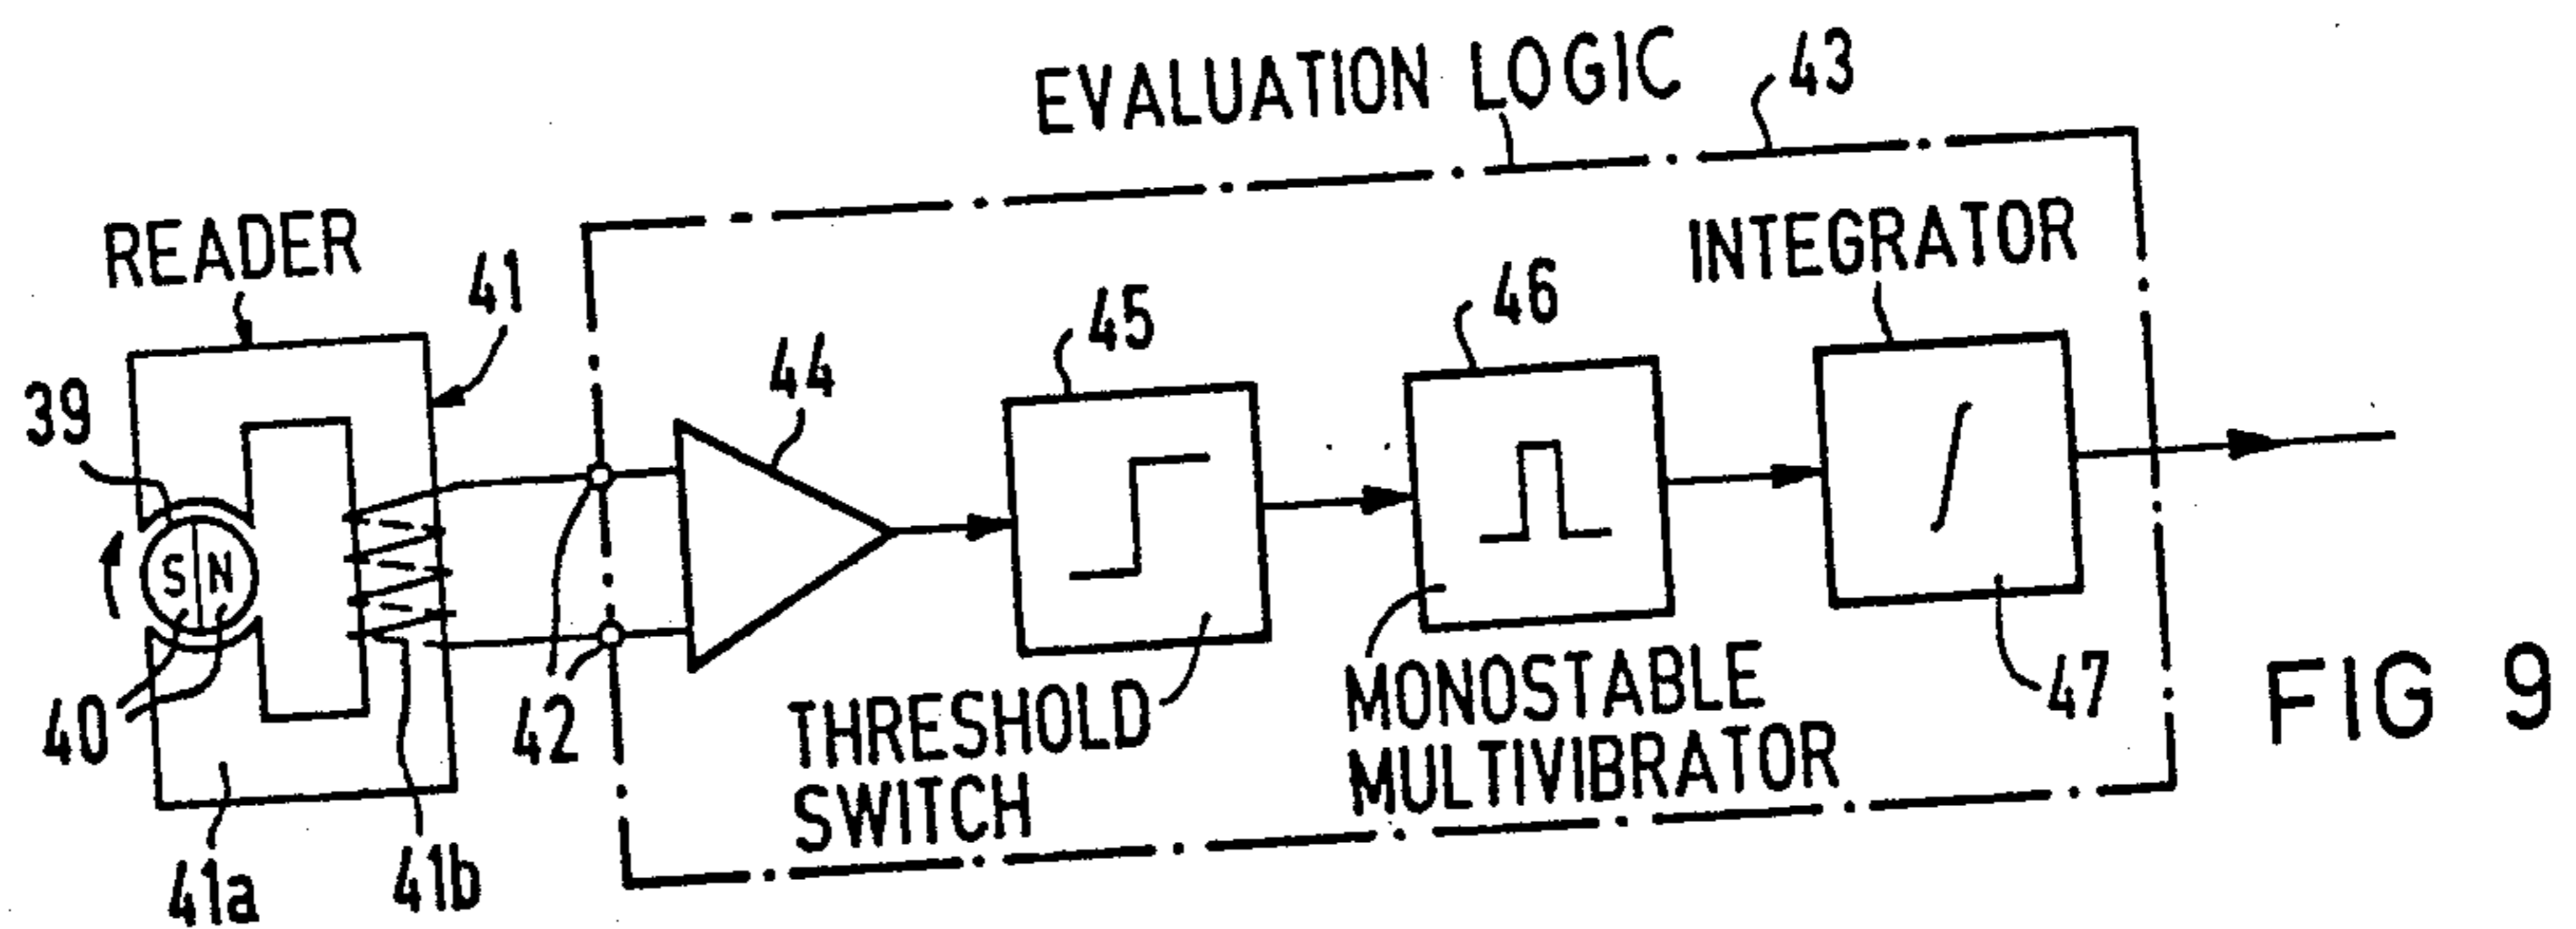 EVALUATION LOGIC
43
READER
41
INTEGRATOR
39
44
45
46
S N
40
42
THRESHOLD
SWITCH
MONOSTABLE
MULTIVIBRATOR
47
41a
41b
FIG 9